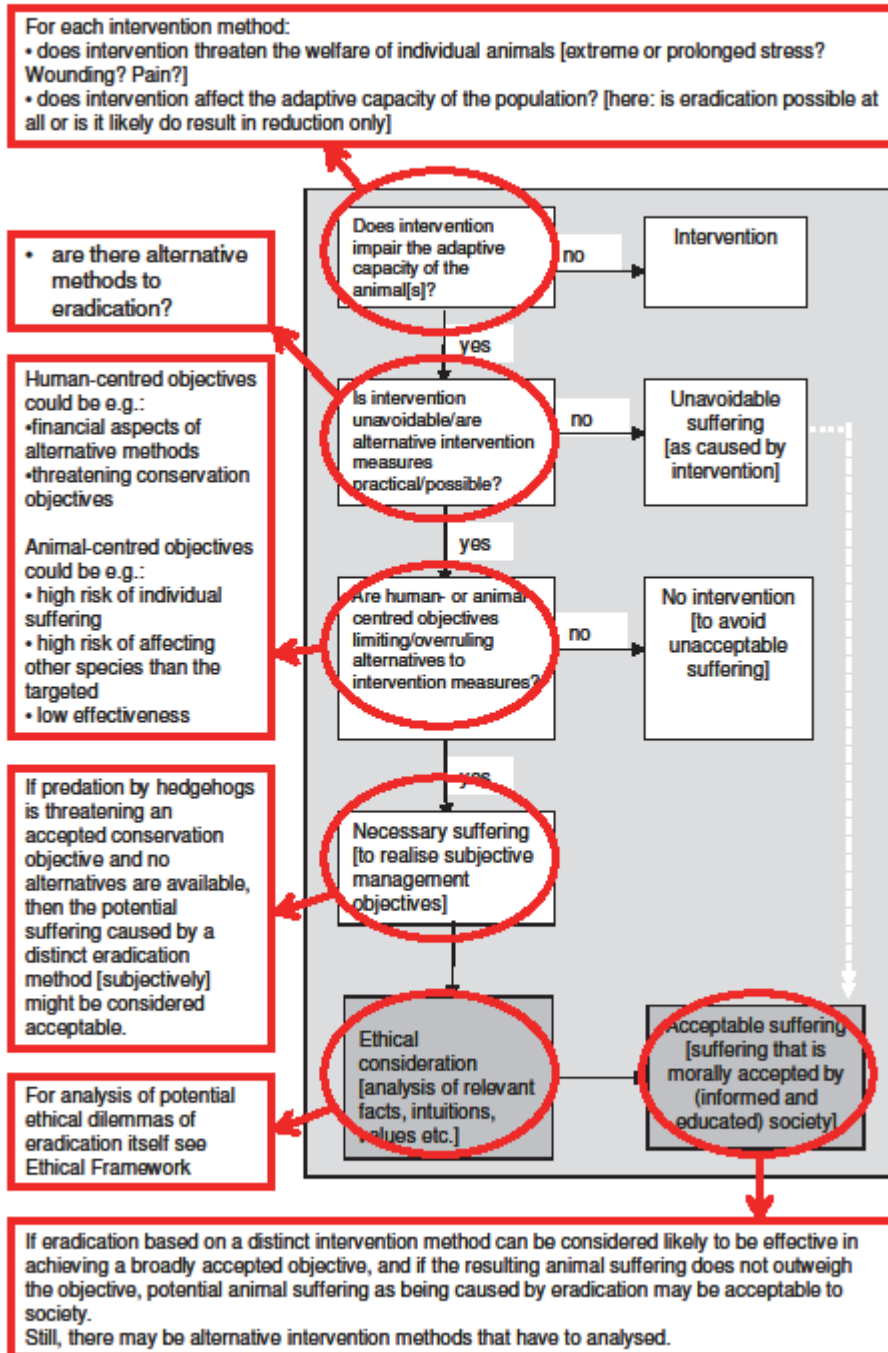 For each intervention method:
• does intervention threaten the welfare of individual animals [extreme or prolonged stress?
Wounding? Pain?]
• does intervention affect the adaptive capacity of the population? [here: is eradication possible at
all or is it likely do result in reduction only]
Does intervention
impair the adaptive
capacity of the
animal[s]?
no
Intervention
• are there alternative
methods to
eradication?
yes
Human-centred objectives
could be e.g.:
•financial aspects of
alternative methods
•threatening conservation
objectives
Animal-centred objectives
could be e.g.:
• high risk of individual
suffering
• high risk of affecting
other species than the
targeted
• low effectiveness
Is intervention
unavoidable/are
alternative intervention
measures
practical/possible?
no
Unavoidable
suffering
[as caused by
intervention]
yes
Are human- or animal-
centred objectives
limiting/overruling
alternatives to
intervention measures?
no
No intervention
[to avoid
unacceptable
suffering]
yes
If predation by hedgehogs
is threatening an
accepted conservation
objective and no
alternatives are available,
then the potential
suffering caused by a
distinct eradication
method [subjectively]
might be considered
acceptable.
Necessary suffering
[to realise subjective
management
objectives]
For analysis of potential
ethical dilemmas of
eradication itself see
Ethical Framework
Ethical
consideration
[analysis of relevant
facts, intuitions,
values etc.]
Acceptable suffering
[suffering that is
morally accepted by
(informed and
educated) society]
If eradication based on a distinct intervention method can be considered likely to be effective in
achieving a broadly accepted objective, and if the resulting animal suffering does not outweigh
the objective, potential animal suffering as being caused by eradication may be acceptable to
society.
Still, there may be alternative intervention methods that have to analysed.